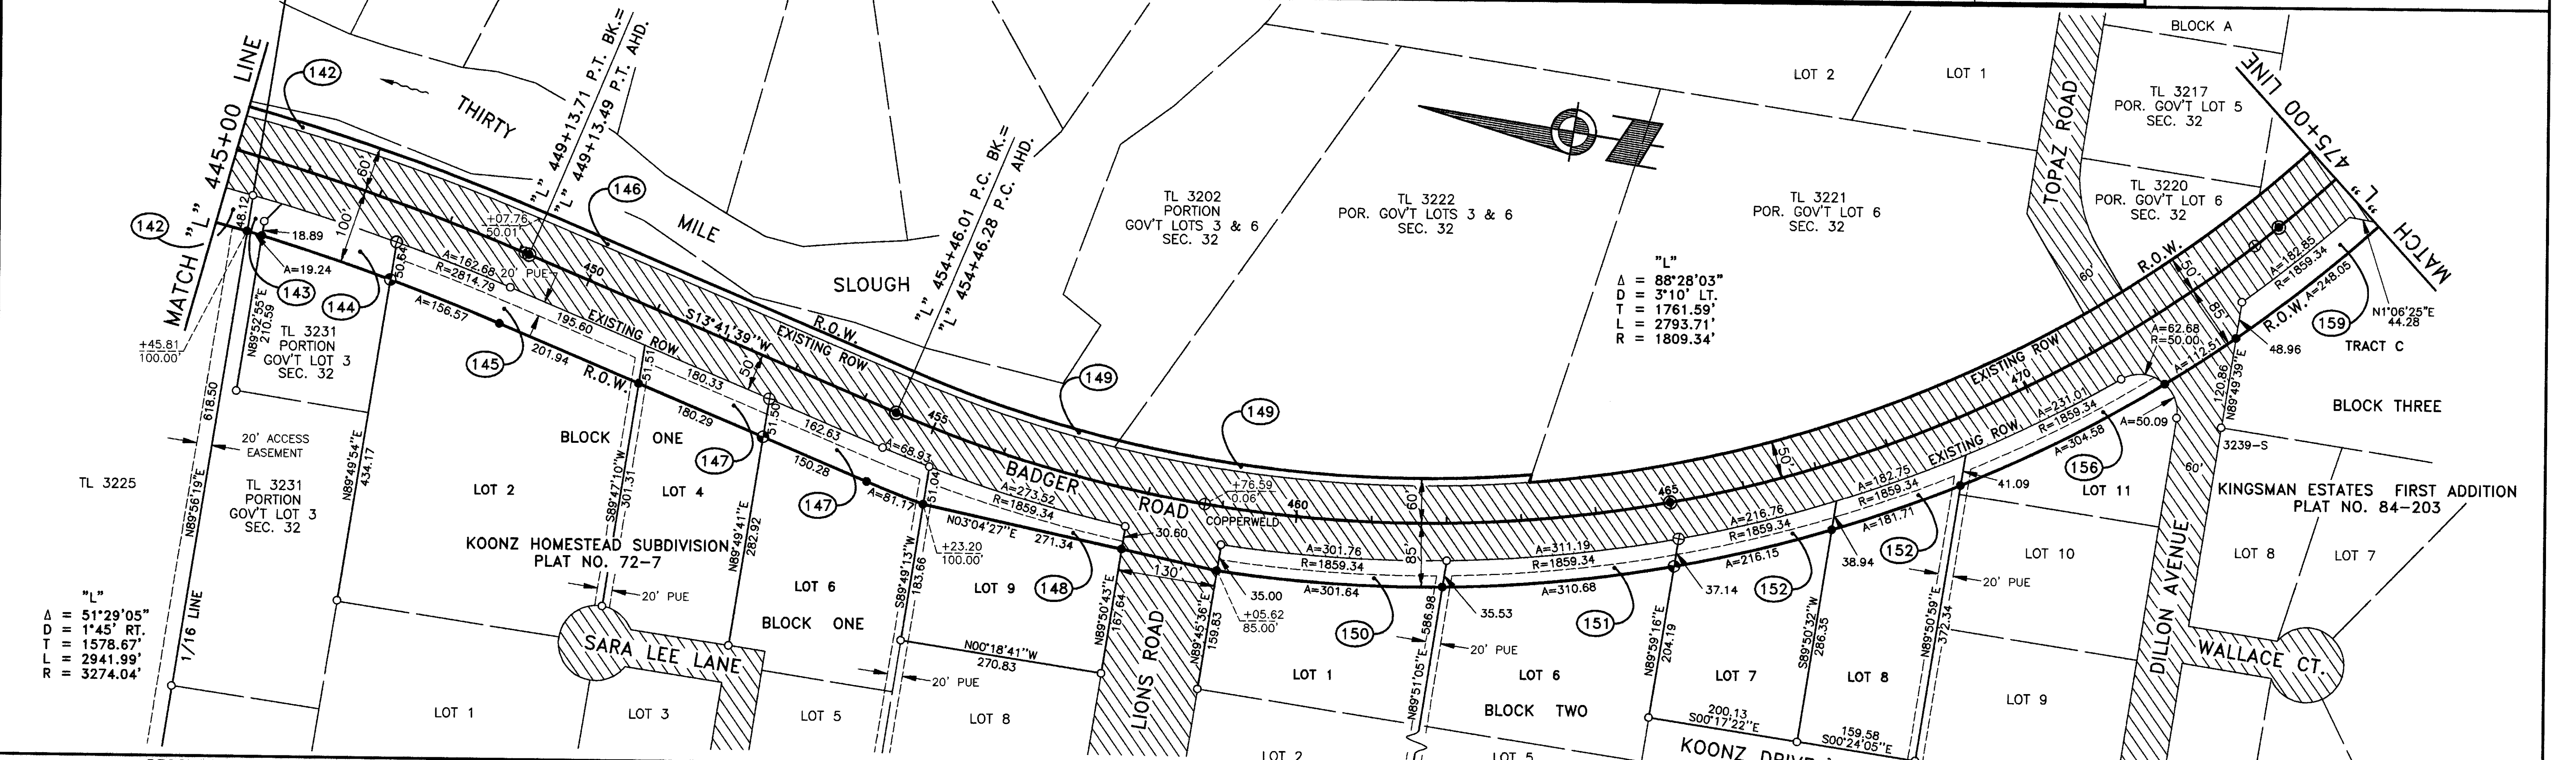 BLOCK A
LOT 2
LOT 1
TL 3217
POR. GOV'T LOT 5
SEC. 32
MATCH "L" 475+00 LINE
MATCH "L" 445+00 LINE
142
THIRTY
MILE
SLOUGH
"L" 449+13.71 P.T. BK.=
"L" 449+13.49 P.T. AHD.
"L" 454+46.01 P.C. BK.=
"L" 454+46.28 P.C. AHD.
146
TL 3202
PORTION
GOV'T LOTS 3 & 6
SEC. 32
TL 3222
POR. GOV'T LOTS 3 & 6
SEC. 32
TL 3221
POR. GOV'T LOT 6
SEC. 32
TOPAZ ROAD
60'
TL 3220
POR. GOV'T LOT 6
SEC. 32
"L"
Δ = 88°28'03"
D = 3°10' LT.
T = 1761.59'
L = 2793.71'
R = 1809.34'
142
48.12
18.89
A=19.24
143
144
60'
100'
50.64
+07.76
50.01'
A=162.68
R=2814.79
20' PUE
450
195.60
EXISTING ROW
S13°41'39"W
EXISTING ROW
R.O.W.
A=156.57
145
201.94
R.O.W.
51.51
180.33
50'
180.29
147
51.50
162.63
455
A=68.93
150.28
147
A=81.17
51.04
BADGER
ROAD
A=273.52
R=1859.34
N03°04'27"E
271.34
+23.20
100.00'
148
30.60
130'
149
149
+76.59
0.06'
COPPERWELD
460
60'
85'
A=301.76
R=1859.34
A=301.64
35.00
+05.62
85.00'
150
A=311.19
R=1859.34
A=310.68
35.53
151
465
50'
A=216.76
R=1859.34
A=216.15
37.14
152
A=182.75
R=1859.34
A=181.71
38.94
152
EXISTING ROW
470
EXISTING ROW
A=231.01
R=1859.34
A=304.58
41.09
156
A=62.68
R=50.00
A=50.09
A=112.51
R.O.W.
50'
85'
A=182.85
R=1859.34
A=248.05
R.O.W.
N1°06'25"E
44.28
159
48.96
TRACT C
BLOCK THREE
120.86
N89°49'39"E
3239-S
60'
KINGSMAN ESTATES FIRST ADDITION
PLAT NO. 84-203
LOT 8
LOT 7
WALLACE CT.
DILLON AVENUE
LOT 11
LOT 10
20' PUE
LOT 9
+45.81
100.00'
N89°52'55"E
210.59
TL 3231
PORTION
GOV'T LOT 3
SEC. 32
618.50
N89°56'19"E
20' ACCESS
EASEMENT
TL 3225
TL 3231
PORTION
GOV'T LOT 3
SEC. 32
1/16 LINE
N89°49'54"E
434.17
"L"
Δ = 51°29'05"
D = 1°45' RT.
T = 1578.67'
L = 2941.99'
R = 3274.04'
BLOCK ONE
LOT 2
S89°47'10"W
301.31
LOT 4
KOONZ HOMESTEAD SUBDIVISION
PLAT NO. 72-7
20' PUE
SARA LEE LANE
LOT 1
LOT 3
N89°49'41"E
282.92
LOT 6
BLOCK ONE
LOT 5
S89°49'13"W
183.66
LOT 9
N00°18'41"W
270.83
20' PUE
LOT 8
N89°50'43"E
167.64
LIONS ROAD
N89°45'36"E
159.83
LOT 1
N89°51'05"E
586.98
20' PUE
LOT 6
BLOCK TWO
LOT 2
LOT 5
N89°59'16"E
204.19
LOT 7
200.13
S00°17'22"E
S89°50'32"W
286.35
LOT 8
159.58
S00°24'05"E
N89°50'59"E
372.34
KOONZ DRIVE